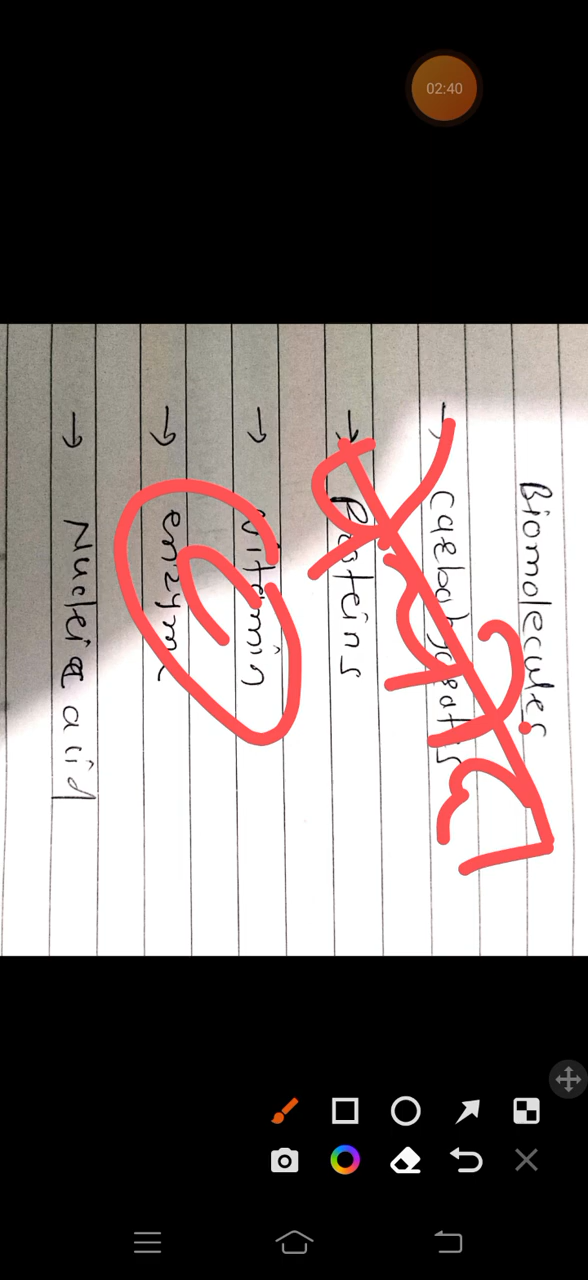 02:40
Biomolecules
→ Carbohydrates
→ Proteins
→ Vitamin
→ enzyme
→ Nucleic acid